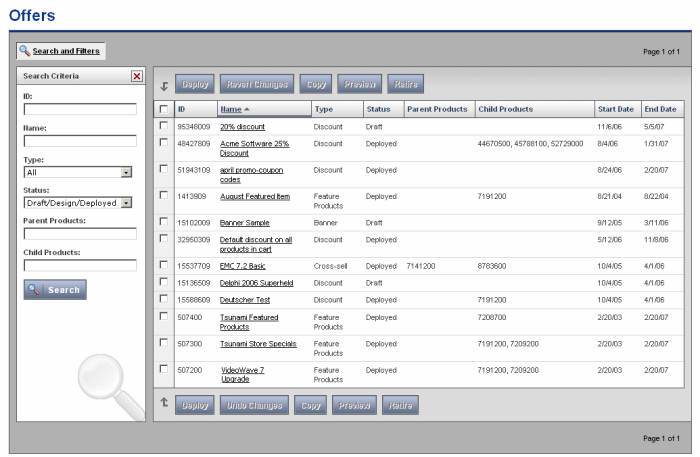 Offers
Search and Filters
Page 1 of 1
Search Criteria
ID:
Name:
Type:
All
Status:
Draft/Design/Deployed
Parent Products:
Child Products:
Search
Deploy Revert Changes Copy Preview Retire
ID Name Type Status Parent Products Child Products Start Date End Date
95348009 20% discount Discount Draft 11/6/06 5/5/07
48427809 Acme Software 25% Discount Deployed 44670500, 45788100, 52729000 8/4/06 1/31/07
Discount
51943109 april promo-coupon Discount Deployed 8/24/06 2/20/07
codes
1413909 August Featured Item Feature Deployed 7191200 8/21/04 8/22/04
Products
15102009 Banner Sample Banner Draft 9/12/05 3/11/06
32950309 Default discount on all Discount Deployed 5/12/06 11/8/06
products in cart
15537709 EMC 7.2 Basic Cross-sell Deployed 7141200 8783600 10/4/05 4/1/06
15136509 Delphi 2006 Superheld Discount Draft 10/4/05 4/1/06
15588609 Deutscher Test Discount Deployed 7191200 10/4/05 4/1/06
507400 Tsunami Featured Feature Deployed 7208700 2/20/03 2/20/07
Products Products
507300 Tsunami Store Specials Feature Deployed 7191200, 7209200 2/20/03 2/20/07
Products
507200 VideoWave 7 Feature Deployed 7191200, 7209200 2/20/03 2/20/07
Upgrade Products
Deploy Undo Changes Copy Preview Retire
Page 1 of 1